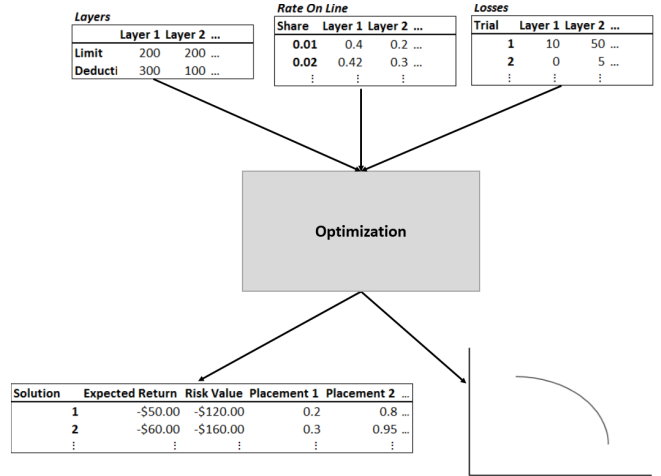 Layers
Layer 1 Layer 2 ...
Limit 200 200 ...
Deducti 300 100 ...
⋮ ⋮
Rate On Line
Share Layer 1 Layer 2 ...
0.01 0.4 0.2 ...
0.02 0.42 0.3 ...
⋮ ⋮ ⋮
Losses
Trial Layer 1 Layer 2 ...
1 10 50 ...
2 0 5 ...
⋮ ⋮ ⋮
Optimization
Solution Expected Return Risk Value Placement 1 Placement 2 ...
1 -$50.00 -$120.00 0.2 0.8 ...
2 -$60.00 -$160.00 0.3 0.95 ...
⋮ ⋮ ⋮ ⋮ ⋮